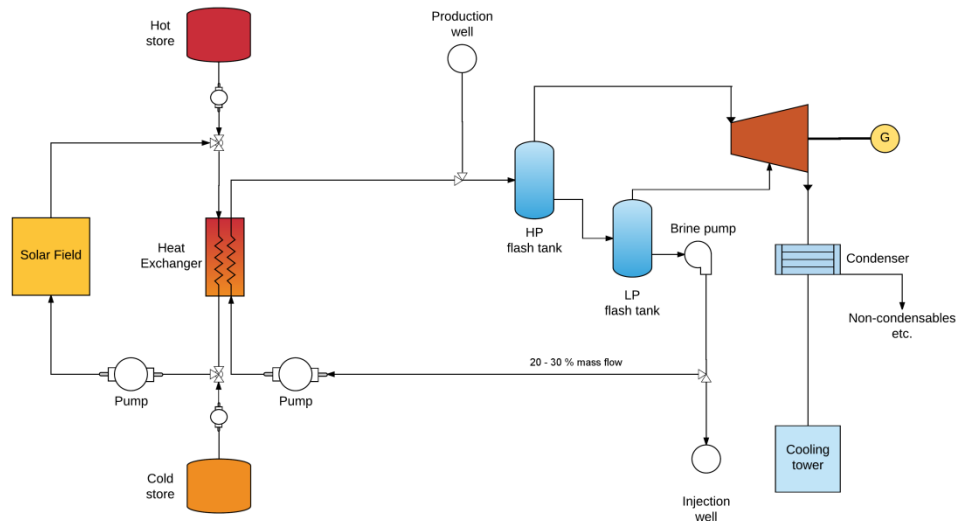 Hot
store
Production
well
G
Solar Field
Heat
Exchanger
HP
flash tank
LP
flash tank
Brine pump
Condenser
Non-condensables
etc.
20 - 30 % mass flow
Pump
Pump
Cold
store
Injection
well
Cooling
tower